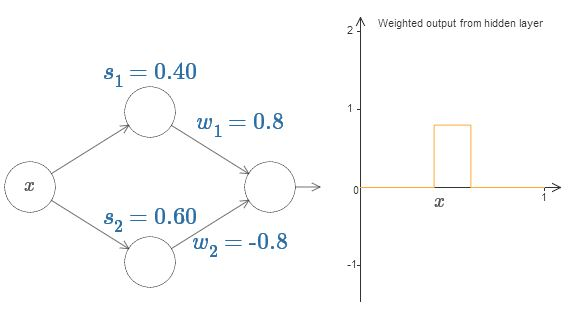 s₁ = 0.40
w₁ = 0.8
x
s₂ = 0.60
w₂ = -0.8
Weighted output from hidden layer
2
1
0
x
1
-1